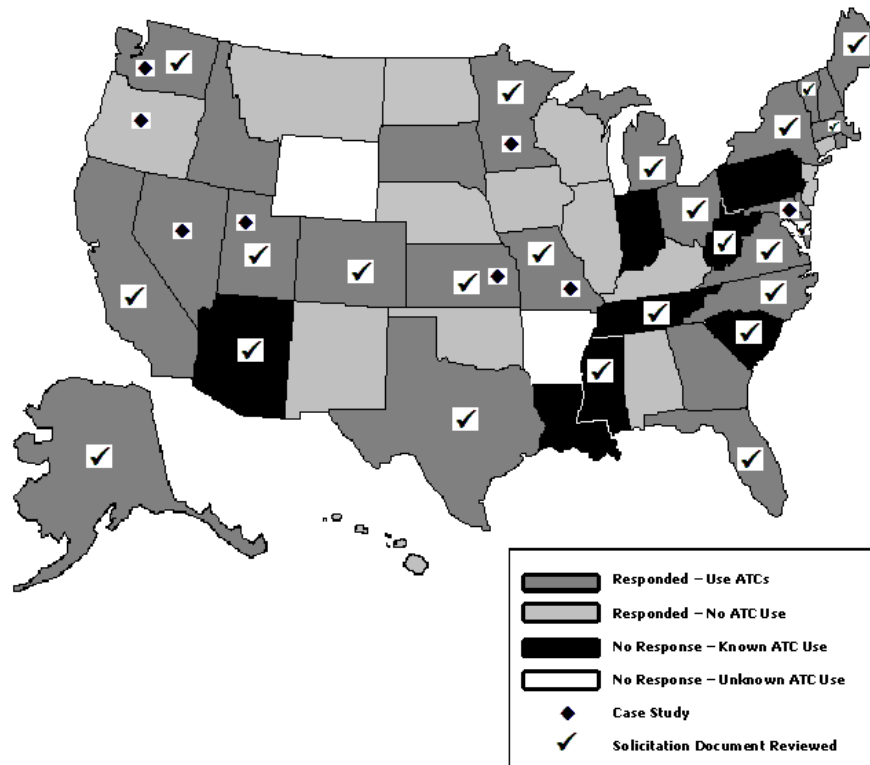 Responded – Use ATCs
Responded – No ATC Use
No Response – Known ATC Use
No Response – Unknown ATC Use
Case Study
Solicitation Document Reviewed